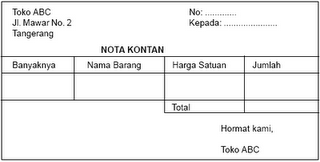 Toko ABC No: .............
Jl. Mawar No. 2 Kepada: ......................
Tangerang
NOTA KONTAN
Banyaknya Nama Barang Harga Satuan Jumlah
Total
Hormat kami,
Toko ABC